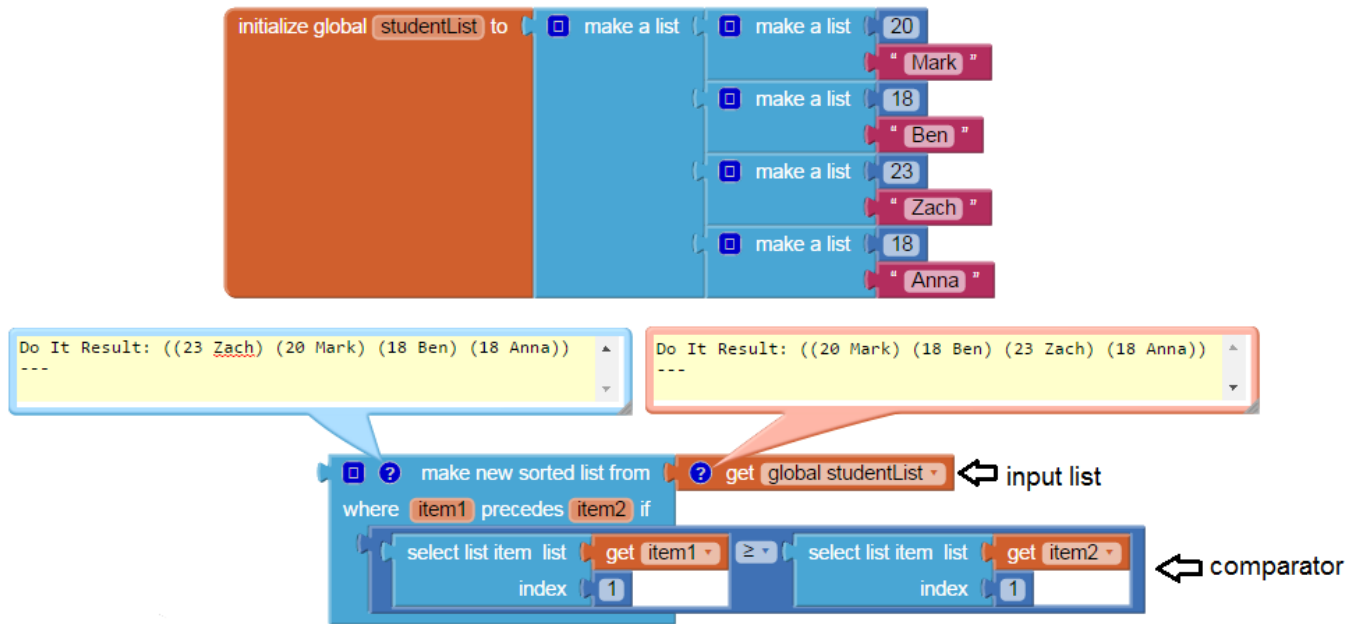 initialize global studentList to make a list make a list 20
" Mark "
make a list 18
" Ben "
make a list 23
" Zach "
make a list 18
" Anna "
Do It Result: ((23 Zach) (20 Mark) (18 Ben) (18 Anna))
---
Do It Result: ((20 Mark) (18 Ben) (23 Zach) (18 Anna))
---
? make new sorted list from ? get global studentList input list
where item1 precedes item2 if
select list item list get item1 ≥ select list item list get item2
index 1 index 1
comparator